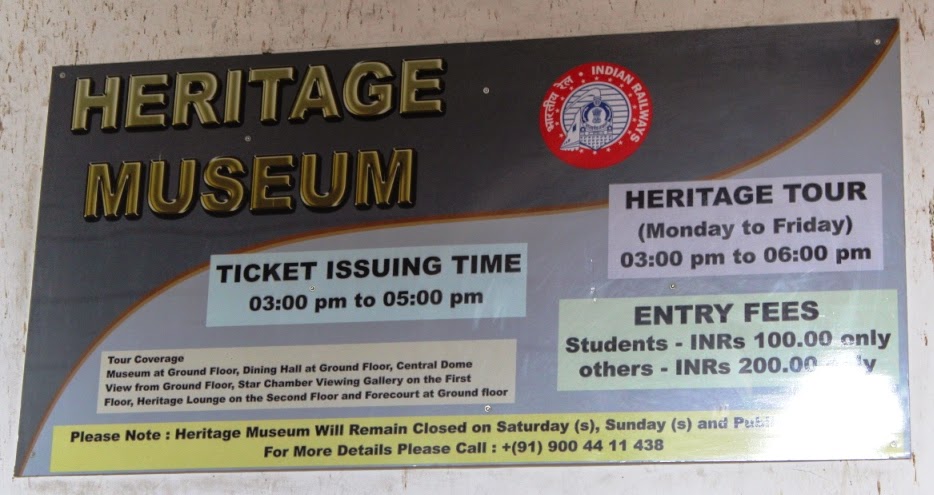 HERITAGE
MUSEUM
भारतीय रेल
INDIAN RAILWAYS
HERITAGE TOUR
(Monday to Friday)
03:00 pm to 06:00 pm
TICKET ISSUING TIME
03:00 pm to 05:00 pm
ENTRY FEES
Students - INRs 100.00 only
others - INRs 200.00
Tour Coverage
Museum at Ground Floor, Dining Hall at Ground Floor, Central Dome
View from Ground Floor, Star Chamber Viewing Gallery on the First
Floor, Heritage Lounge on the Second Floor and Forecourt at Ground floor
Please Note : Heritage Museum Will Remain Closed on Saturday (s), Sunday (s) and
For More Details Please Call : +(91) 900 44 11 438